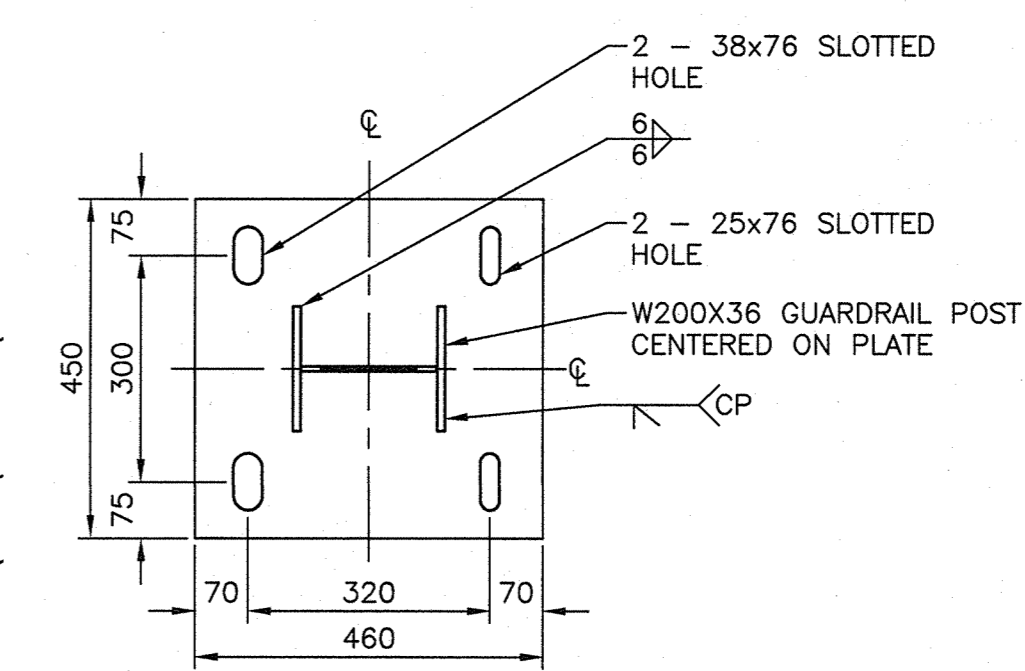 2 – 38x76 SLOTTED
HOLE
℄
6
6
2 – 25x76 SLOTTED
HOLE
75
W200X36 GUARDRAIL POST
CENTERED ON PLATE
450
300
℄
CP
75
70
320
70
460